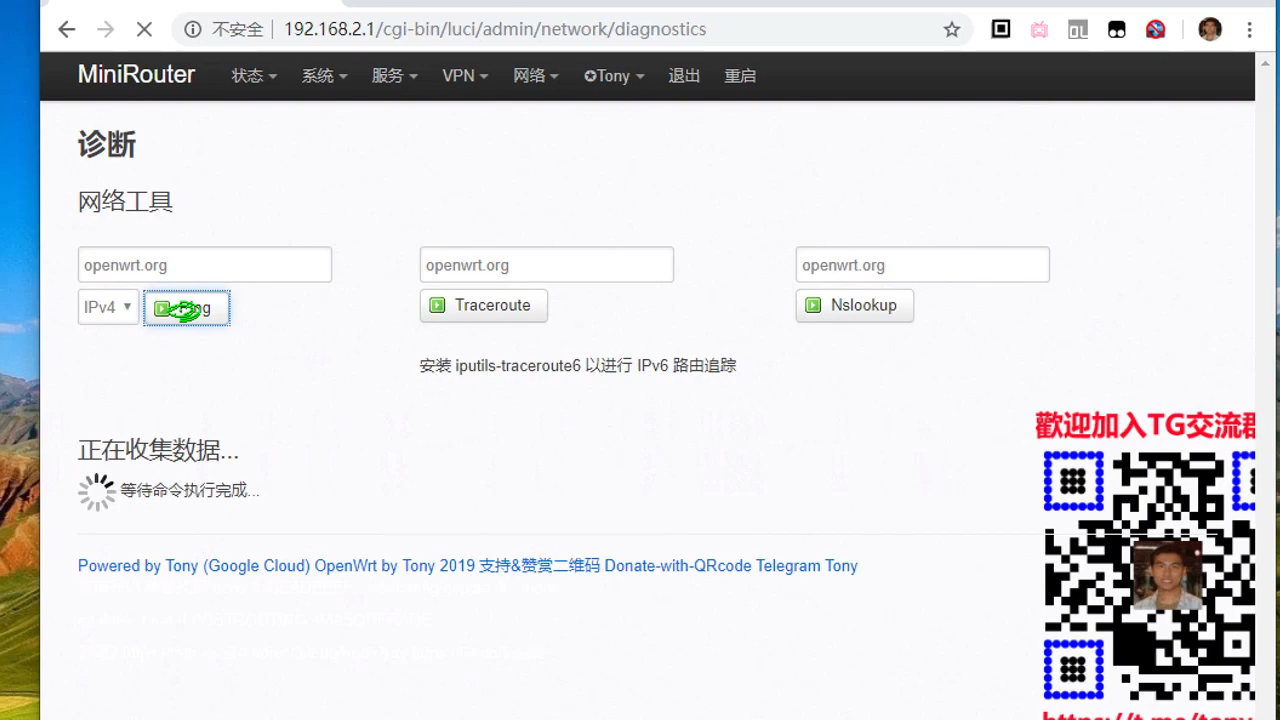 不安全 192.168.2.1/cgi-bin/luci/admin/network/diagnostics
MiniRouter 状态 系统 服务 VPN 网络 ✪Tony 退出 重启
诊断
网络工具
openwrt.org openwrt.org openwrt.org
IPv4 Traceroute Nslookup
安装 iputils-traceroute6 以进行 IPv6 路由追踪
歡迎加入TG交流群
正在收集数据...
等待命令执行完成...
Powered by Tony (Google Cloud) OpenWrt by Tony 2019 支持&赞赏二维码 Donate-with-QRcode Telegram Tony